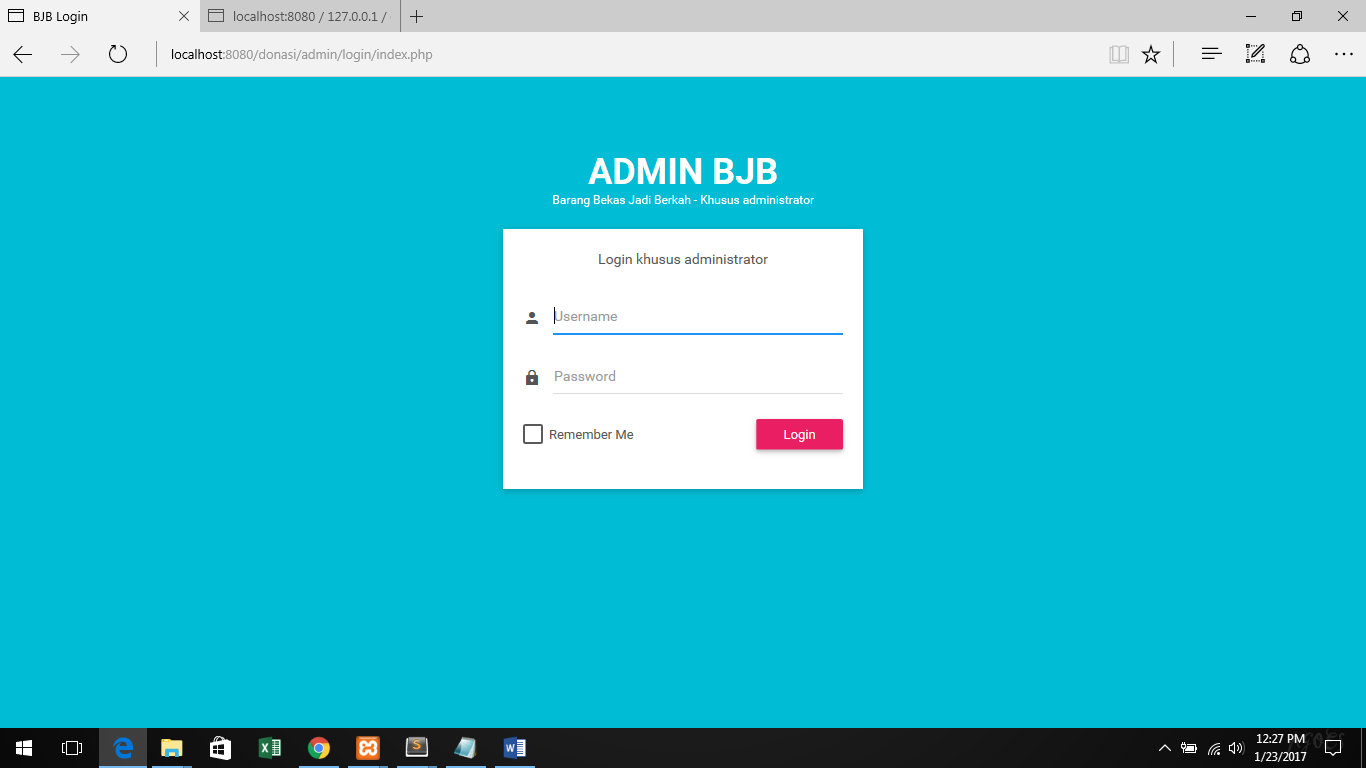 BJB Login
localhost:8080 / 127.0.0.1 /
localhost:8080/donasi/admin/login/index.php
ADMIN BJB
Barang Bekas Jadi Berkah - Khusus administrator
Login khusus administrator
Username
Password
Remember Me
Login
12:27 PM
1/23/2017